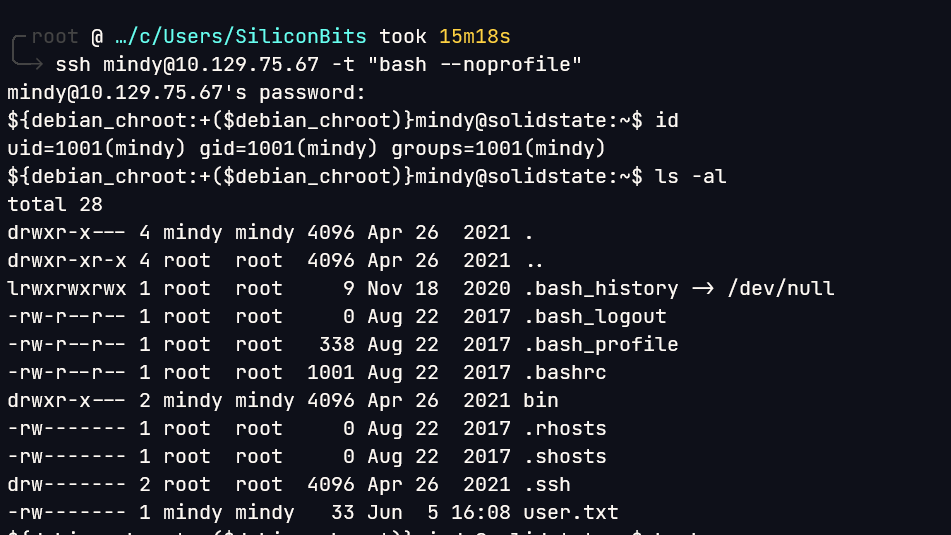 root @ …/c/Users/SiliconBits took 15m18s
ssh mindy@10.129.75.67 -t "bash --noprofile"
mindy@10.129.75.67's password:
${debian_chroot:+($debian_chroot)}mindy@solidstate:~$ id
uid=1001(mindy) gid=1001(mindy) groups=1001(mindy)
${debian_chroot:+($debian_chroot)}mindy@solidstate:~$ ls -al
total 28
drwxr-x--- 4 mindy mindy 4096 Apr 26  2021 .
drwxr-xr-x 4 root  root  4096 Apr 26  2021 ..
lrwxrwxrwx 1 root  root     9 Nov 18  2020 .bash_history -> /dev/null
-rw-r--r-- 1 root  root     0 Aug 22  2017 .bash_logout
-rw-r--r-- 1 root  root   338 Aug 22  2017 .bash_profile
-rw-r--r-- 1 root  root  1001 Aug 22  2017 .bashrc
drwxr-x--- 2 mindy mindy 4096 Apr 26  2021 bin
-rw------- 1 root  root     0 Aug 22  2017 .rhosts
-rw------- 1 root  root     0 Aug 22  2017 .shosts
drw------- 2 root  root  4096 Apr 26  2021 .ssh
-rw------- 1 mindy mindy   33 Jun  5 16:08 user.txt